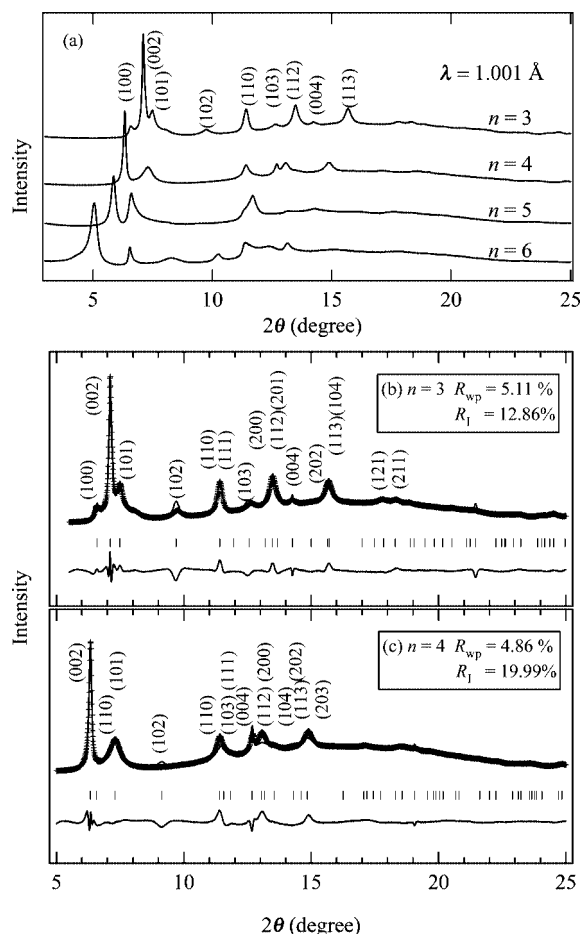 (a)
(100)
(002)
(101)
(102)
(110)
(103)
(112)
(004)
(113)
λ = 1.001 Å
n = 3
n = 4
n = 5
n = 6
Intensity
5 10 15 20 25
2θ (degree)
(b) n = 3 Rwp = 5.11 %
RI = 12.86%
(100)
(002)
(101)
(102)
(110)
(111)
(103)
(200)
(112)(201)
(004)
(202)
(113)(104)
(121)
(211)
Intensity
(c) n = 4 Rwp = 4.86 %
RI = 19.99%
(002)
(110)
(101)
(102)
(110)
(103)
(111)
(004)
(112)
(200)
(104)
(113)
(202)
(203)
5 10 15 20 25
2θ (degree)